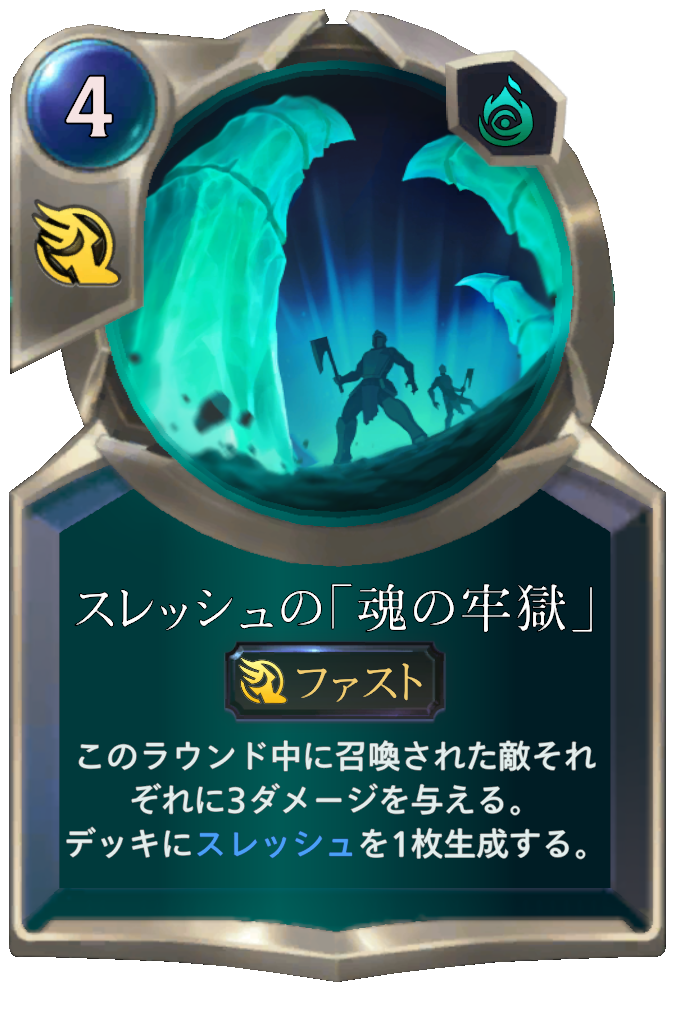 4
スレッシュの「魂の牢獄」
ファスト
このラウンド中に召喚された敵それ
ぞれに3ダメージを与える。
デッキにスレッシュを1枚生成する。